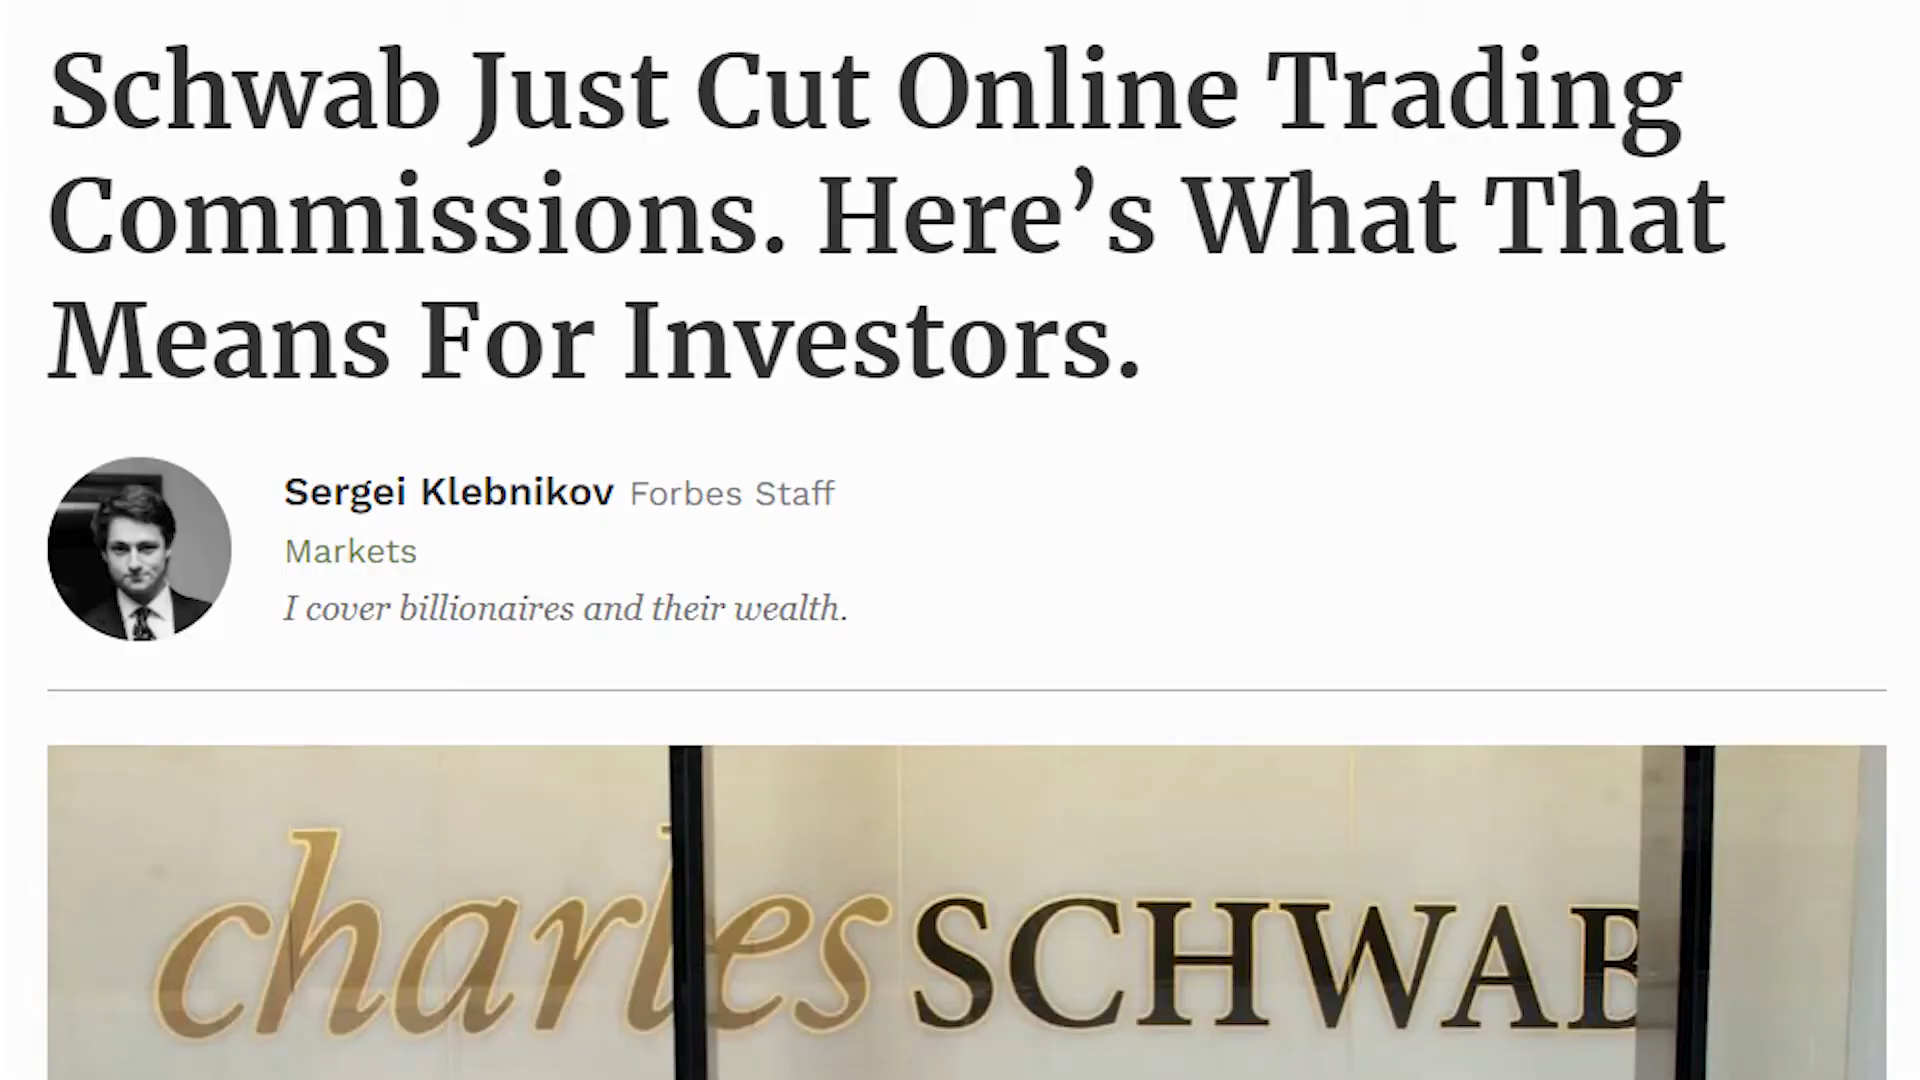 Schwab Just Cut Online Trading
Commissions. Here’s What That
Means For Investors.
Sergei Klebnikov Forbes Staff
Markets
I cover billionaires and their wealth.
charles SCHWAB